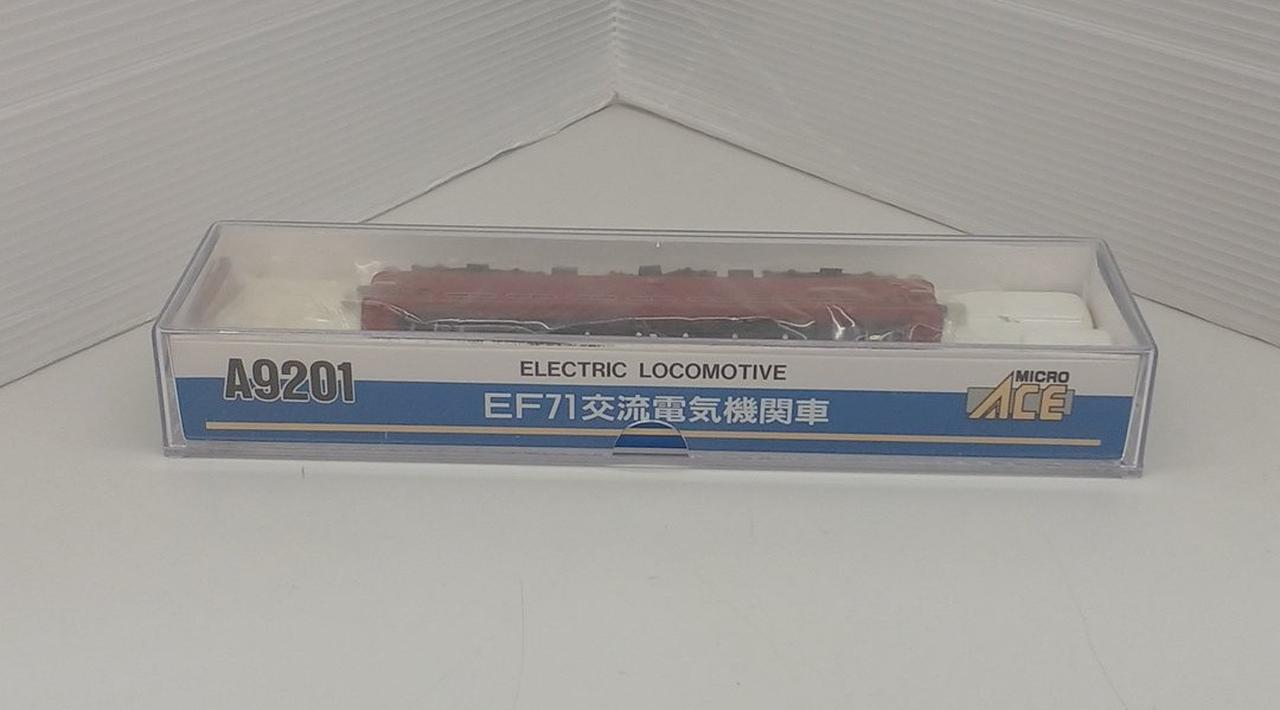 A9201
ELECTRIC LOCOMOTIVE
EF71交流電気機関車
MICRO
ACE